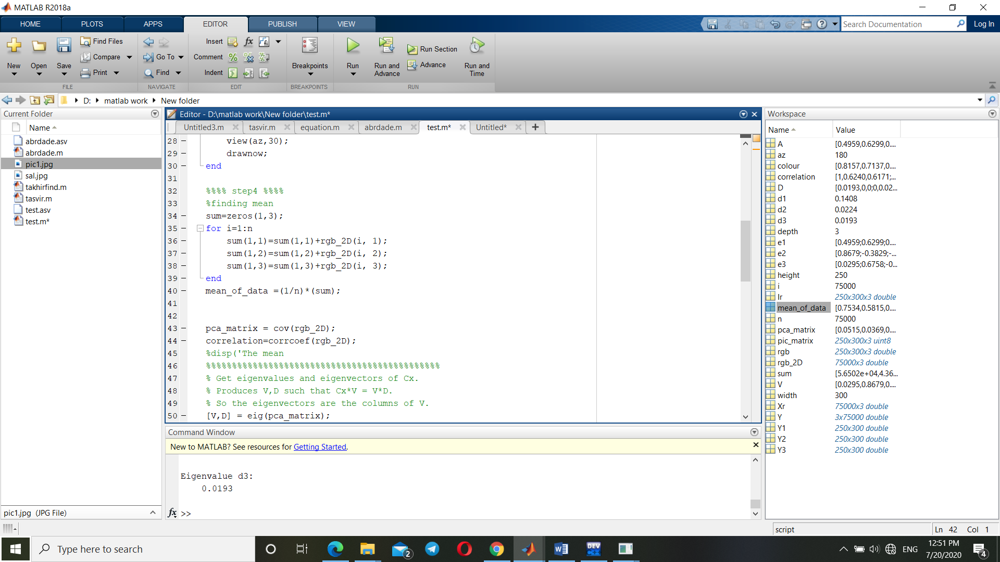 MATLAB R2018a
HOME PLOTS APPS EDITOR PUBLISH VIEW
Search Documentation
Log In
New
Open
Save
Find Files
Compare
Print
FILE
Go To
Find
NAVIGATE
Insert
Comment
Indent
EDIT
Breakpoints
BREAKPOINTS
Run
Run and Advance
Run Section
Advance
Run and Time
RUN
D: matlab work New folder
Current Folder
Name
abrdade.asv
abrdade.m
pic1.jpg
sal.jpg
takhirfind.m
tasvir.m
test.asv
test.m*
pic1.jpg (JPG File)
Editor - D:\matlab work\New folder\test.m*
Untitled3.m tasvir.m equation.m abrdade.m test.m* Untitled* +
28 – view(az,30);
29 – drawnow;
30 – end
31
32 %%%% step4 %%%%
33 %finding mean
34 – sum=zeros(1,3);
35 – for i=1:n
36 – sum(1,1)=sum(1,1)+rgb_2D(i, 1);
37 – sum(1,2)=sum(1,2)+rgb_2D(i, 2);
38 – sum(1,3)=sum(1,3)+rgb_2D(i, 3);
39 – end
40 – mean_of_data =(1/n)*(sum);
41
42
43 – pca_matrix = cov(rgb_2D);
44 – correlation=corrcoef(rgb_2D);
45 %disp('The mean
46 %%%%%%%%%%%%%%%%%%%%%%%%%%%%%%%%%%%%%%%%%%%%%
47 % Get eigenvalues and eigenvectors of Cx.
48 % Produces V,D such that Cx*V = V*D.
49 % So the eigenvectors are the columns of V.
50 – [V,D] = eig(pca_matrix);
Command Window
New to MATLAB? See resources for Getting Started.
Eigenvalue d3:
0.0193
fx >>
Workspace
Name Value
A [0.4959,0.6299,0....
az 180
colour [0.8157,0.7137,0....
correlation [1,0.6240,0.6171;...
D [0.0193,0,0;0,0.02...
d1 0.1408
d2 0.0224
d3 0.0193
depth 3
e1 [0.4959;0.6299;0....
e2 [0.8679;-0.3829;-...
e3 [0.0295;0.6758;-0...
height 250
i 75000
Ir 250x300x3 double
mean_of_data [0.7534,0.5815,0....
n 75000
pca_matrix [0.0515,0.0369,0....
pic_matrix 250x300x3 uint8
rgb 250x300x3 double
rgb_2D 75000x3 double
sum [5.6502e+04,4.36...
V [0.0295,0.8679,0....
width 300
Xr 75000x3 double
Y 3x75000 double
Y1 250x300 double
Y2 250x300 double
Y3 250x300 double
script
Ln 42 Col 1
Type here to search
2
W
DEV C++
ENG
12:51 PM
7/20/2020
4